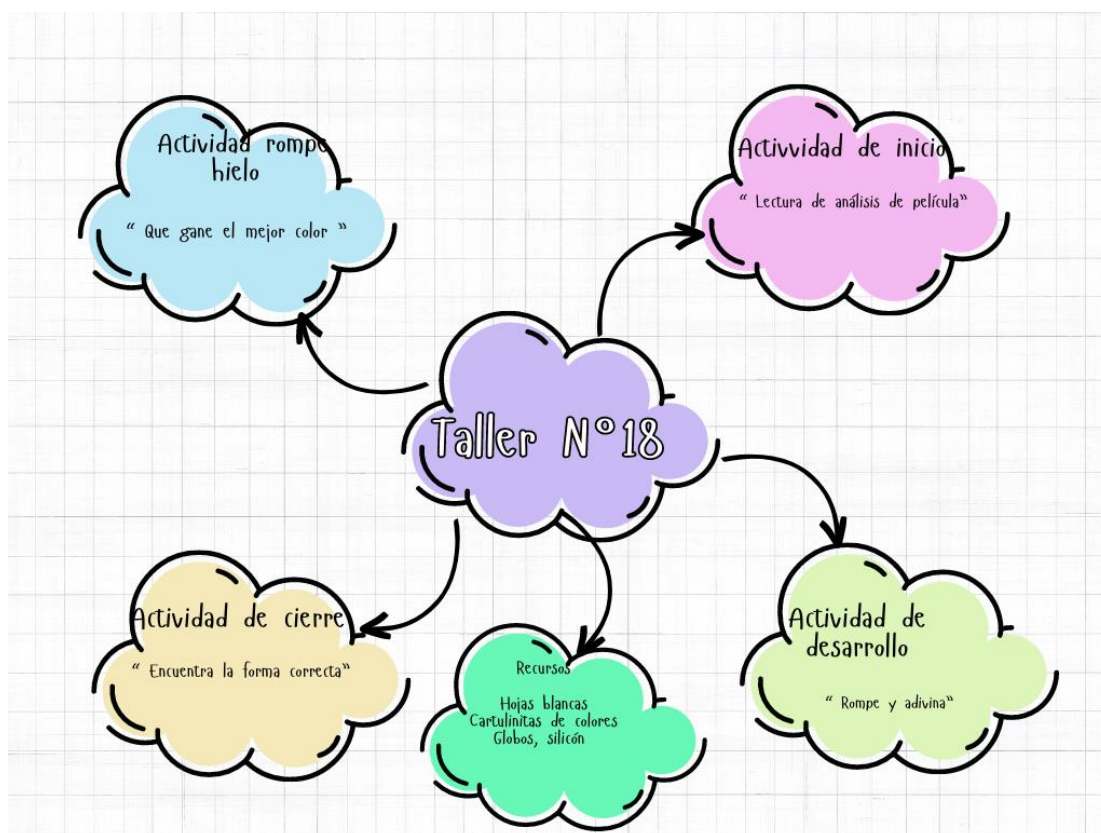 Actividad rompe
hielo
“ Que gane el mejor color ”
Activvidad de inicio
“ Lectura de análisis de película”
Taller N°18
Actividad de cierre
“ Encuentra la forma correcta”
Recursos
Hojas blancas
Cartulinitas de colores
Globos, silicón
Actividad de
desarrollo
“ Rompe y adivina”